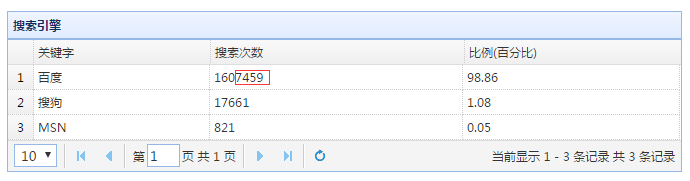 搜索引擎
关键字 搜索次数 比例(百分比)
1 百度 1607459 98.86
2 搜狗 17661 1.08
3 MSN 821 0.05
10 第 1 页 共 1 页 当前显示 1 - 3 条记录 共 3 条记录